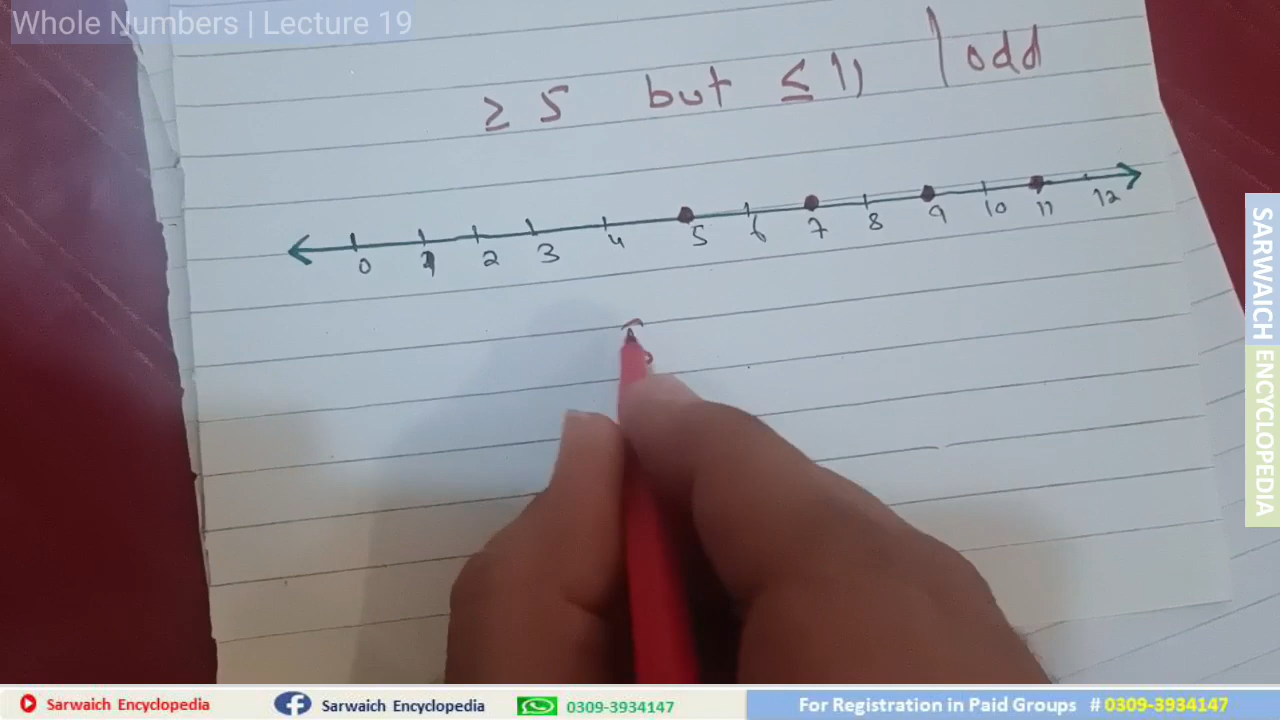 Whole Numbers | Lecture 19
≥ 5 but ≤ 11 | odd
0 1 2 3 4 5 6 7 8 9 10 11 12
SARWAICH ENCYCLOPEDIA
Sarwaich Encyclopedia Sarwaich Encyclopedia 0309-3934147 For Registration in Paid Groups # 0309-3934147